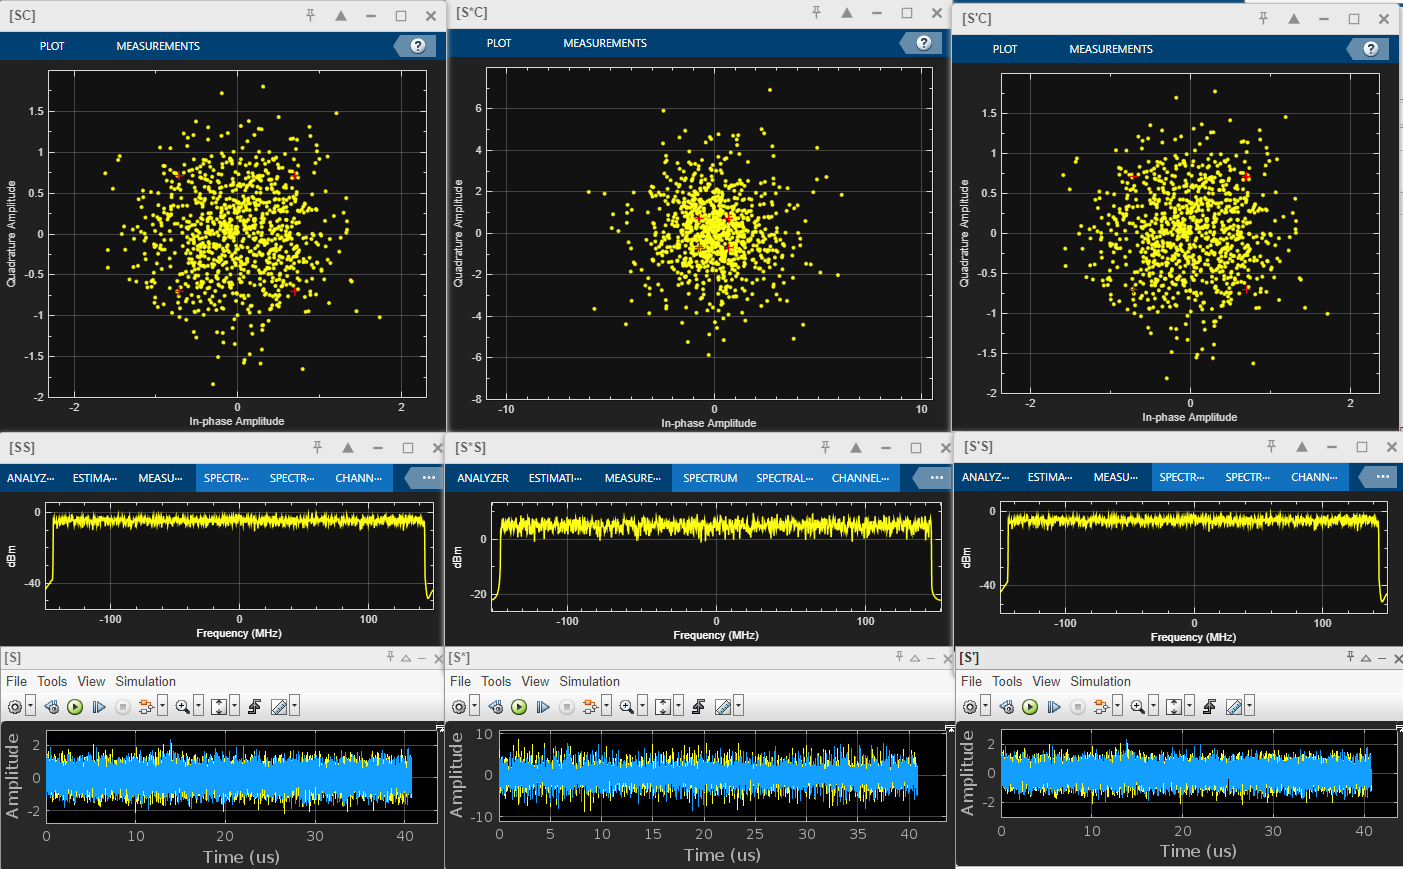 [SC]
PLOT MEASUREMENTS ?
1.5
1
0.5
0
-0.5
-1
-1.5
-2
Quadrature Amplitude
-2 0 2
In-phase Amplitude
[S*C]
PLOT MEASUREMENTS ?
6
4
2
0
-2
-4
-6
-8
Quadrature Amplitude
-10 0 10
In-phase Amplitude
[S'C]
PLOT MEASUREMENTS ?
1.5
1
0.5
0
-0.5
-1
-1.5
-2
Quadrature Amplitude
-2 0 2
In-phase Amplitude
[SS]
ANALYZ··· ESTIMA··· MEASU··· SPECTR··· SPECTR··· CHANN··· ···
0
-40
dBm
-100 0 100
Frequency (MHz)
[S*S]
ANALYZER ESTIMATI··· MEASURE··· SPECTRUM SPECTRAL··· CHANNEL··· ···
0
-20
dBm
-100 0 100
Frequency (MHz)
[S'S]
ANALYZ··· ESTIMA··· MEASU··· SPECTR··· SPECTR··· CHANN··· ···
0
-40
dBm
-100 0 100
Frequency (MHz)
[S]
File Tools View Simulation
2
0
-2
Amplitude
0 10 20 30 40
Time (us)
[S*]
File Tools View Simulation
10
0
-10
Amplitude
0 5 10 15 20 25 30 35 40
Time (us)
[S']
File Tools View Simulation
2
0
-2
Amplitude
0 10 20 30 40
Time (us)